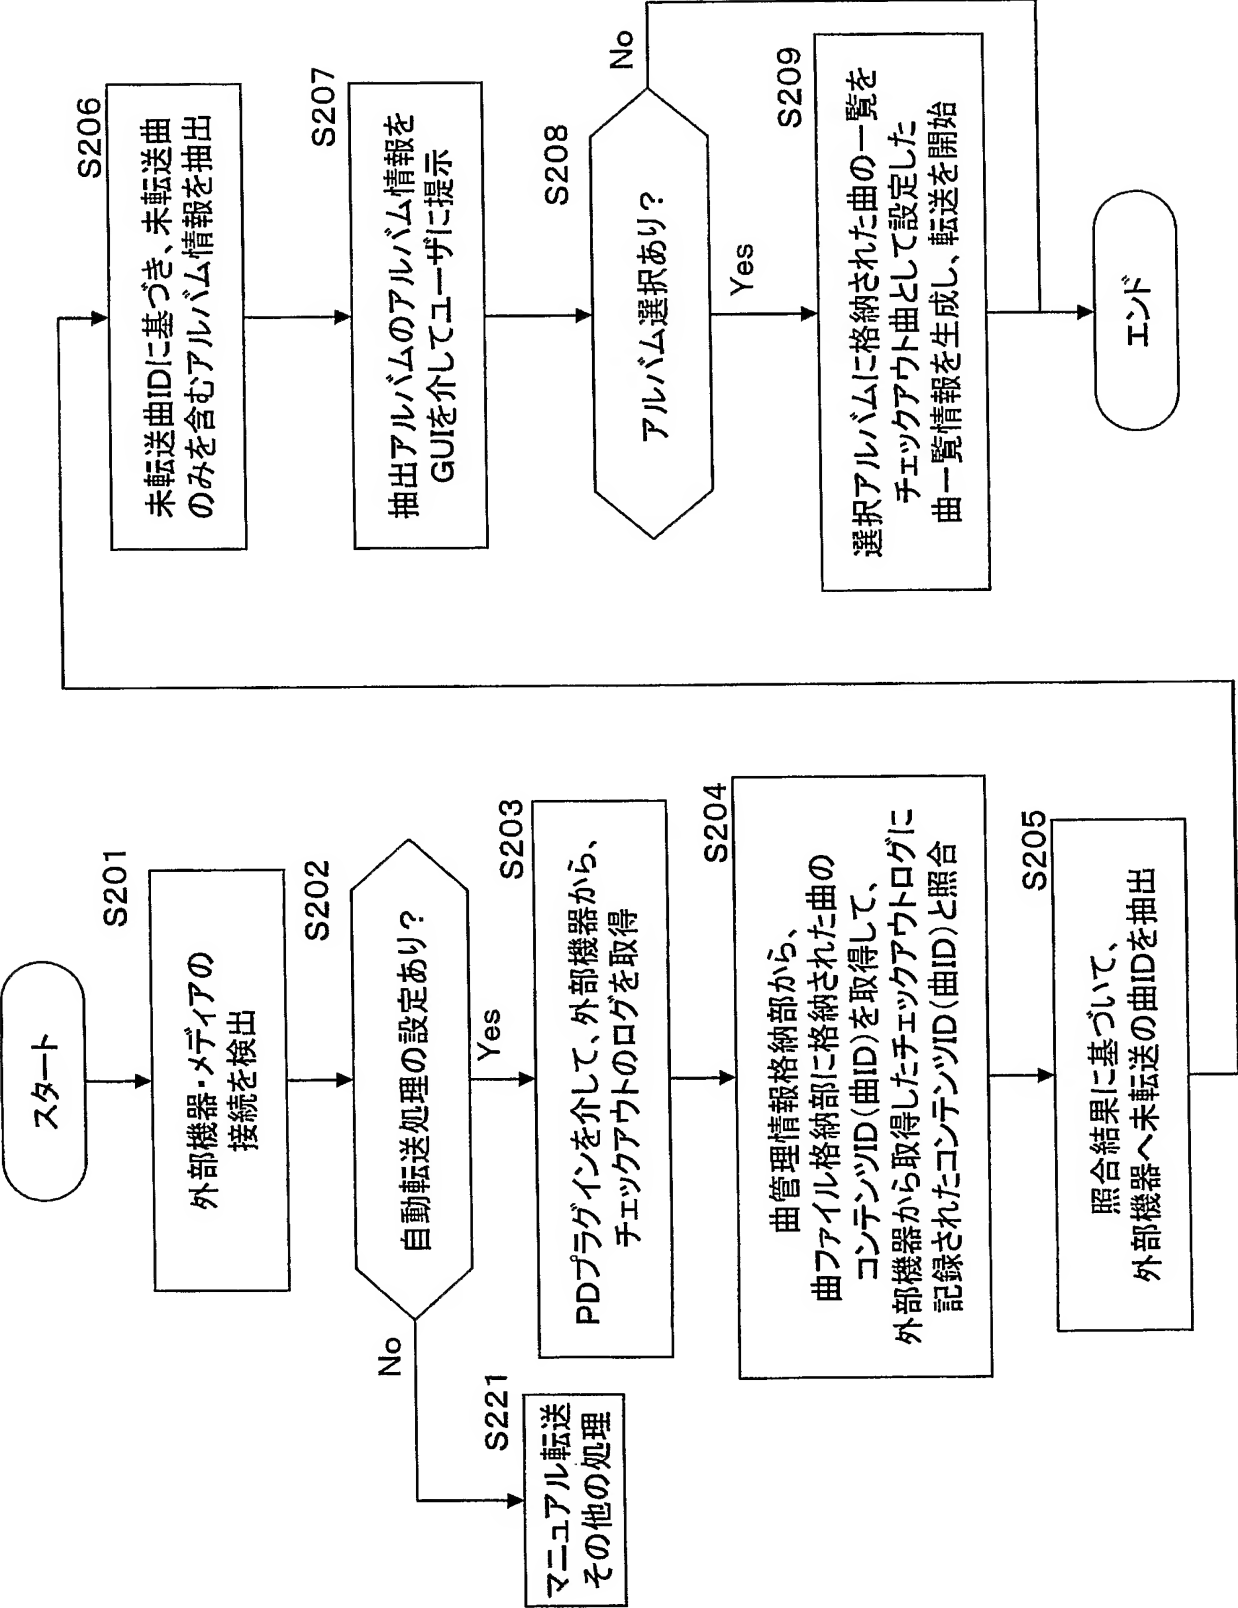 スタート
S201
外部機器・メディアの
接続を検出
S202
自動転送処理の設定あり?
No
Yes
S221
マニュアル転送
その他の処理
S203
PDプラグインを介して、外部機器から、
チェックアウトのログを取得
S204
曲管理情報格納部から、
曲ファイル格納部に格納された曲の
コンテンツID(曲ID)を取得して、
外部機器から取得したチェックアウトログに
記録されたコンテンツID(曲ID)と照合
S205
照合結果に基づいて、
外部機器へ未転送の曲IDを抽出
S206
未転送曲IDに基づき、未転送曲
のみを含むアルバム情報を抽出
S207
抽出アルバムのアルバム情報を
GUIを介してユーザに提示
S208
アルバム選択あり?
No
Yes
S209
選択アルバムに格納された曲の一覧を
チェックアウト曲として設定した
曲一覧情報を生成し、転送を開始
エンド